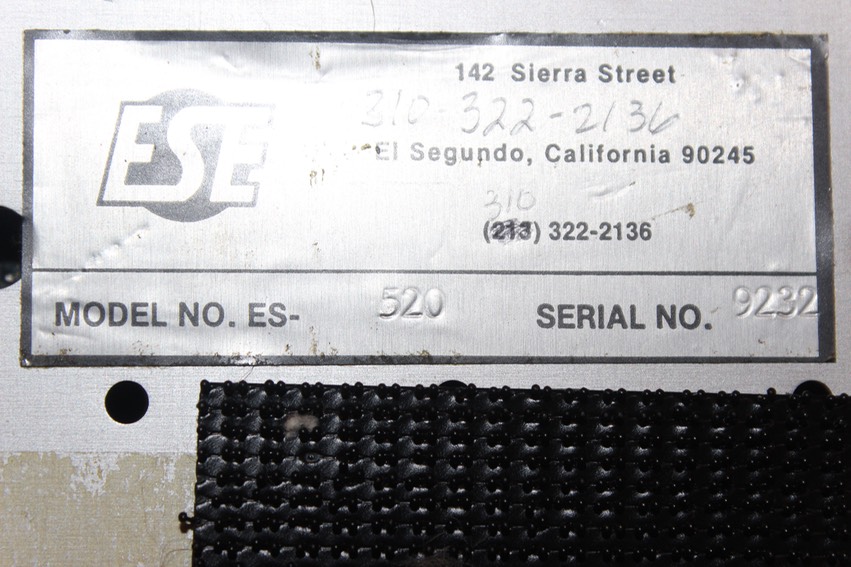 ESE
142 Sierra Street
310-322-2136
El Segundo, California 90245
310
(213) 322-2136
MODEL NO. ES- 520 SERIAL NO. 9232